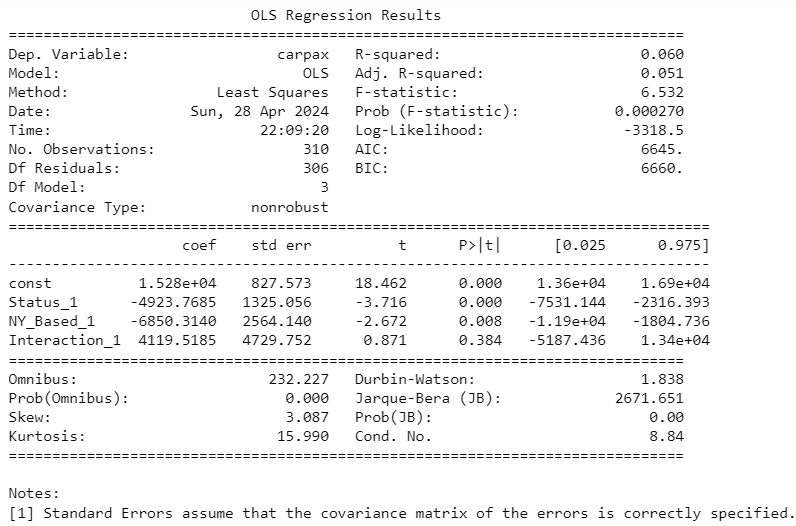 OLS Regression Results
==============================================================================
Dep. Variable: carpax R-squared: 0.060
Model: OLS Adj. R-squared: 0.051
Method: Least Squares F-statistic: 6.532
Date: Sun, 28 Apr 2024 Prob (F-statistic): 0.000270
Time: 22:09:20 Log-Likelihood: -3318.5
No. Observations: 310 AIC: 6645.
Df Residuals: 306 BIC: 6660.
Df Model: 3
Covariance Type: nonrobust
=================================================================================
coef std err t P>|t| [0.025 0.975]
---------------------------------------------------------------------------------
const 1.528e+04 827.573 18.462 0.000 1.36e+04 1.69e+04
Status_1 -4923.7685 1325.056 -3.716 0.000 -7531.144 -2316.393
NY_Based_1 -6850.3140 2564.140 -2.672 0.008 -1.19e+04 -1804.736
Interaction_1 4119.5185 4729.752 0.871 0.384 -5187.436 1.34e+04
==============================================================================
Omnibus: 232.227 Durbin-Watson: 1.838
Prob(Omnibus): 0.000 Jarque-Bera (JB): 2671.651
Skew: 3.087 Prob(JB): 0.00
Kurtosis: 15.990 Cond. No. 8.84
==============================================================================
Notes:
[1] Standard Errors assume that the covariance matrix of the errors is correctly specified.